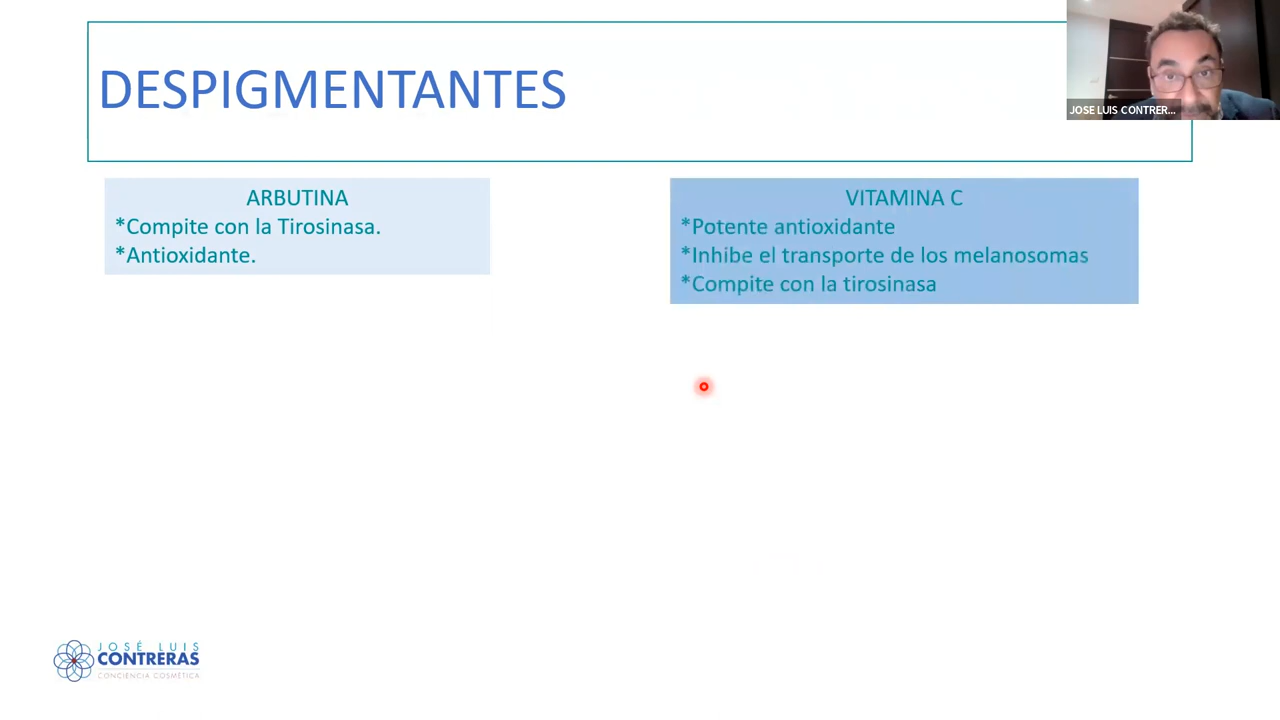 DESPIGMENTANTES
JOSE LUIS CONTRER...
ARBUTINA
*Compite con la Tirosinasa.
*Antioxidante.
VITAMINA C
*Potente antioxidante
*Inhibe el transporte de los melanosomas
*Compite con la tirosinasa
JOSÉ LUIS
CONTRERAS
CONCIENCIA COSMÉTICA